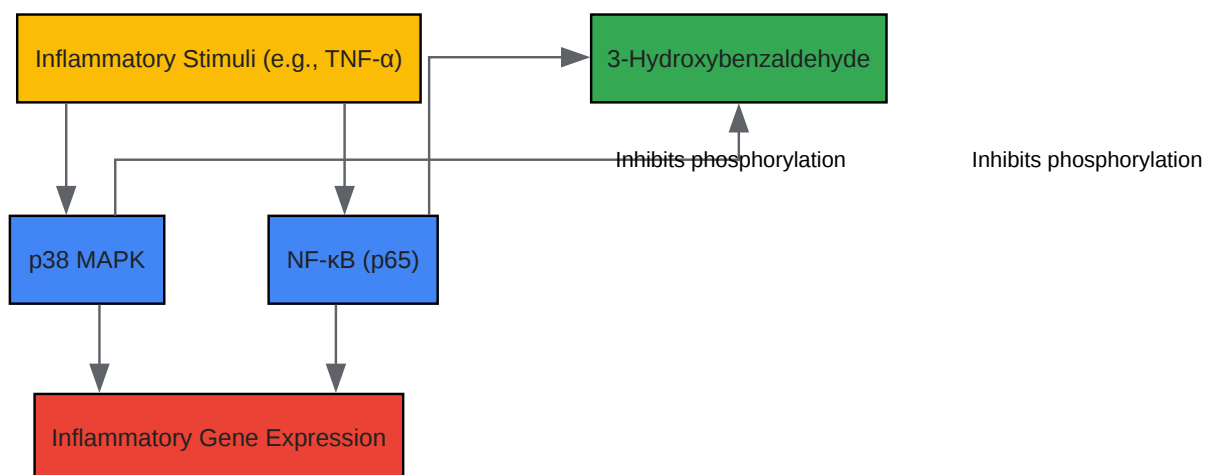 Inflammatory Stimuli (e.g., TNF-α)
3-Hydroxybenzaldehyde
Inhibits phosphorylation
Inhibits phosphorylation
p38 MAPK
NF-κB (p65)
Inflammatory Gene Expression